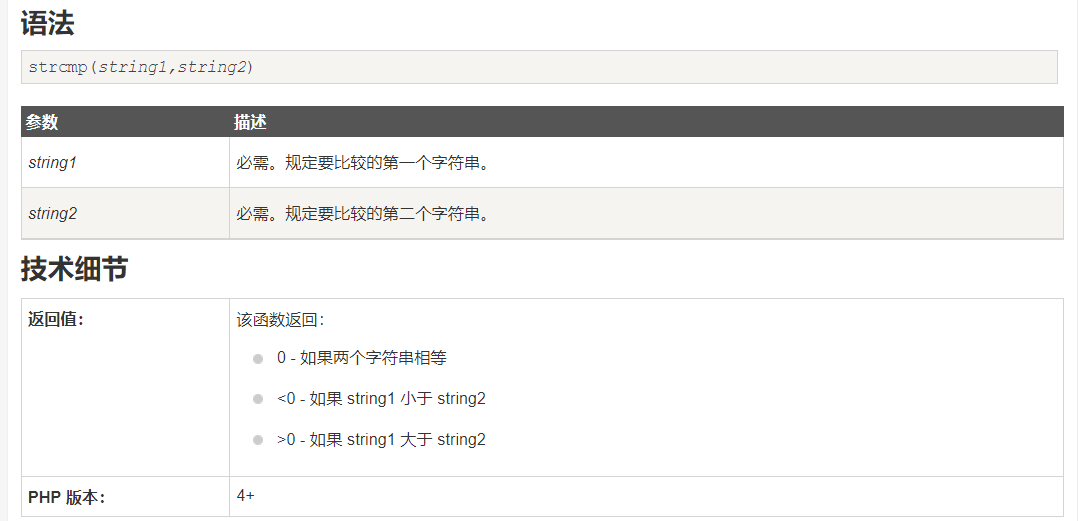 语法
strcmp(string1,string2)
参数 描述
string1 必需。规定要比较的第一个字符串。
string2 必需。规定要比较的第二个字符串。
技术细节
返回值： 该函数返回：
0 - 如果两个字符串相等
<0 - 如果 string1 小于 string2
>0 - 如果 string1 大于 string2
PHP 版本： 4+